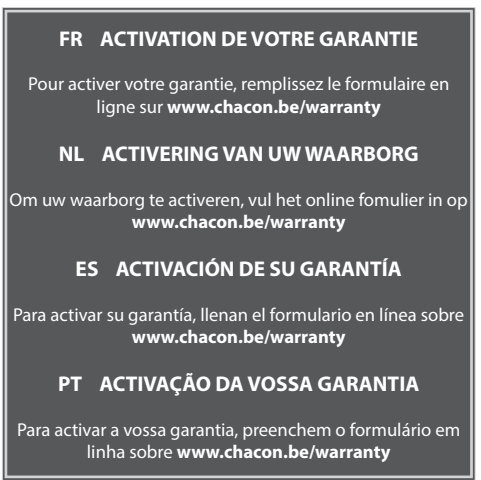 FR ACTIVATION DE VOTRE GARANTIE
Pour activer votre garantie, remplissez le formulaire en
ligne sur www.chacon.be/warranty
NL ACTIVERING VAN UW WAARBORG
Om uw waarborg te activeren, vul het online fomulier in op
www.chacon.be/warranty
ES ACTIVACIÓN DE SU GARANTÍA
Para activar su garantía, llenan el formulario en línea sobre
www.chacon.be/warranty
PT ACTIVAÇÃO DA VOSSA GARANTIA
Para activar a vossa garantia, preenchem o formulário em
linha sobre www.chacon.be/warranty